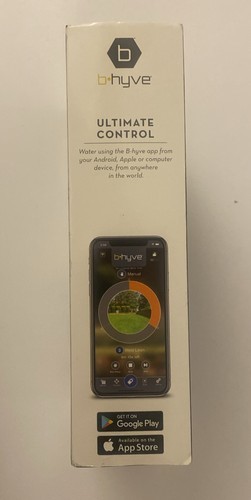 b
b•hyve
ULTIMATE
CONTROL
Water using the B-hyve app from
your Android, Apple or computer
device, from anywhere
in the world.
b•hyve
Manual
GET IT ON
Google Play
Available on the
App Store